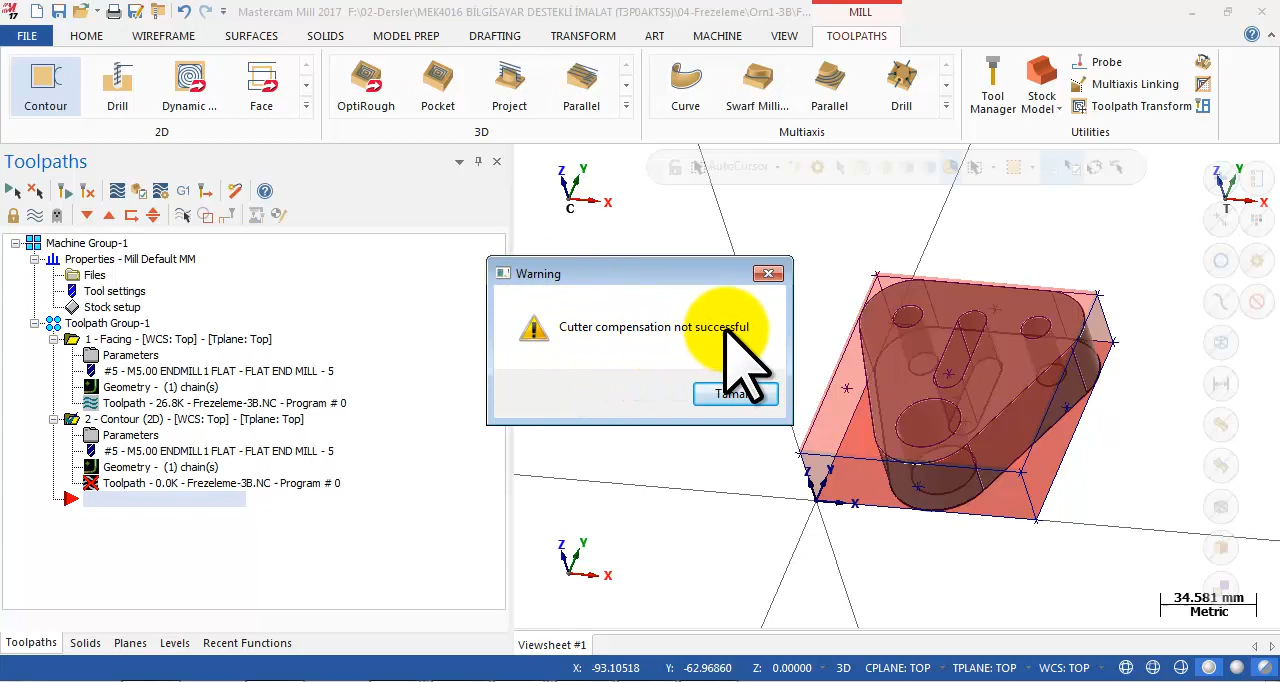 Mastercam Mill 2017 F:\02-Dersler\MEK4016 BİLGİSAYAR DESTEKLİ İMALAT (T3P0AKTS5)\04-Frezeleme\Orn1-3B\F...
MILL
FILE HOME WIREFRAME SURFACES SOLIDS MODEL PREP DRAFTING TRANSFORM ART MACHINE VIEW TOOLPATHS
Contour Drill Dynamic ... Face
2D
OptiRough Pocket Project Parallel
3D
Curve Swarf Milli... Parallel Drill
Multiaxis
Tool Manager
Stock Model
Probe
Multiaxis Linking
Toolpath Transform
Utilities
Toolpaths
G1
Machine Group-1
Properties - Mill Default MM
Files
Tool settings
Stock setup
Toolpath Group-1
1 - Facing - [WCS: Top] - [Tplane: Top]
Parameters
#5 - M5.00 ENDMILL1 FLAT - FLAT END MILL - 5
Geometry - (1) chain(s)
Toolpath - 26.8K - Frezeleme-3B.NC - Program # 0
2 - Contour (2D) - [WCS: Top] - [Tplane: Top]
Parameters
#5 - M5.00 ENDMILL1 FLAT - FLAT END MILL - 5
Geometry - (1) chain(s)
Toolpath - 0.0K - Frezeleme-3B.NC - Program # 0
AutoCursor
Z Y X
C
Z Y X
T
Warning
Cutter compensation not successful
Z Y X
Z Y X
34.581 mm
Metric
Toolpaths Solids Planes Levels Recent Functions
Viewsheet #1
X: -93.10518 Y: -62.96860 Z: 0.00000 3D CPLANE: TOP TPLANE: TOP WCS: TOP